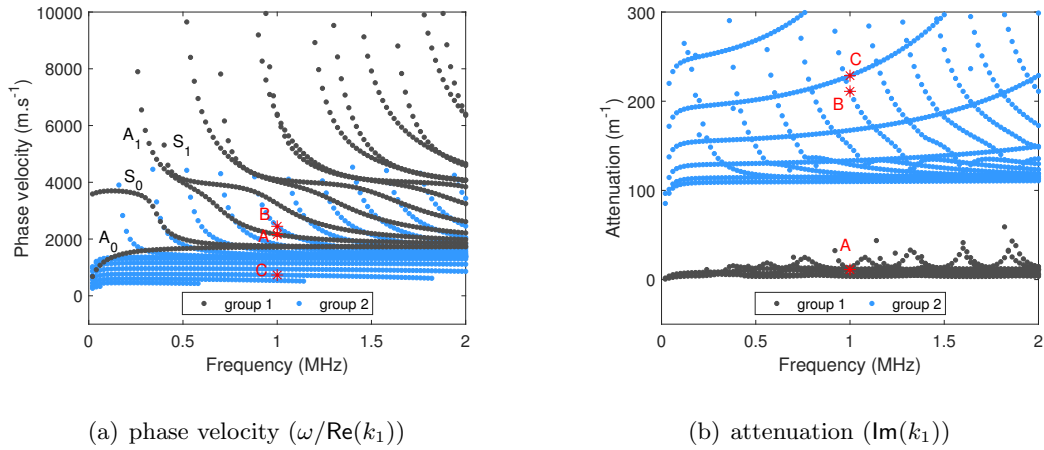 10000
8000
6000
4000
2000
0
Phase velocity (m.s⁻¹)
A₁
S₁
S₀
A₀
B
A
C
group 1
group 2
0
0.5
1
1.5
2
Frequency (MHz)
(a) phase velocity (ω/Re(k₁))
300
200
100
0
Attenuation (m⁻¹)
C
B
A
group 1
group 2
0
0.5
1
1.5
2
Frequency (MHz)
(b) attenuation (Im(k₁))